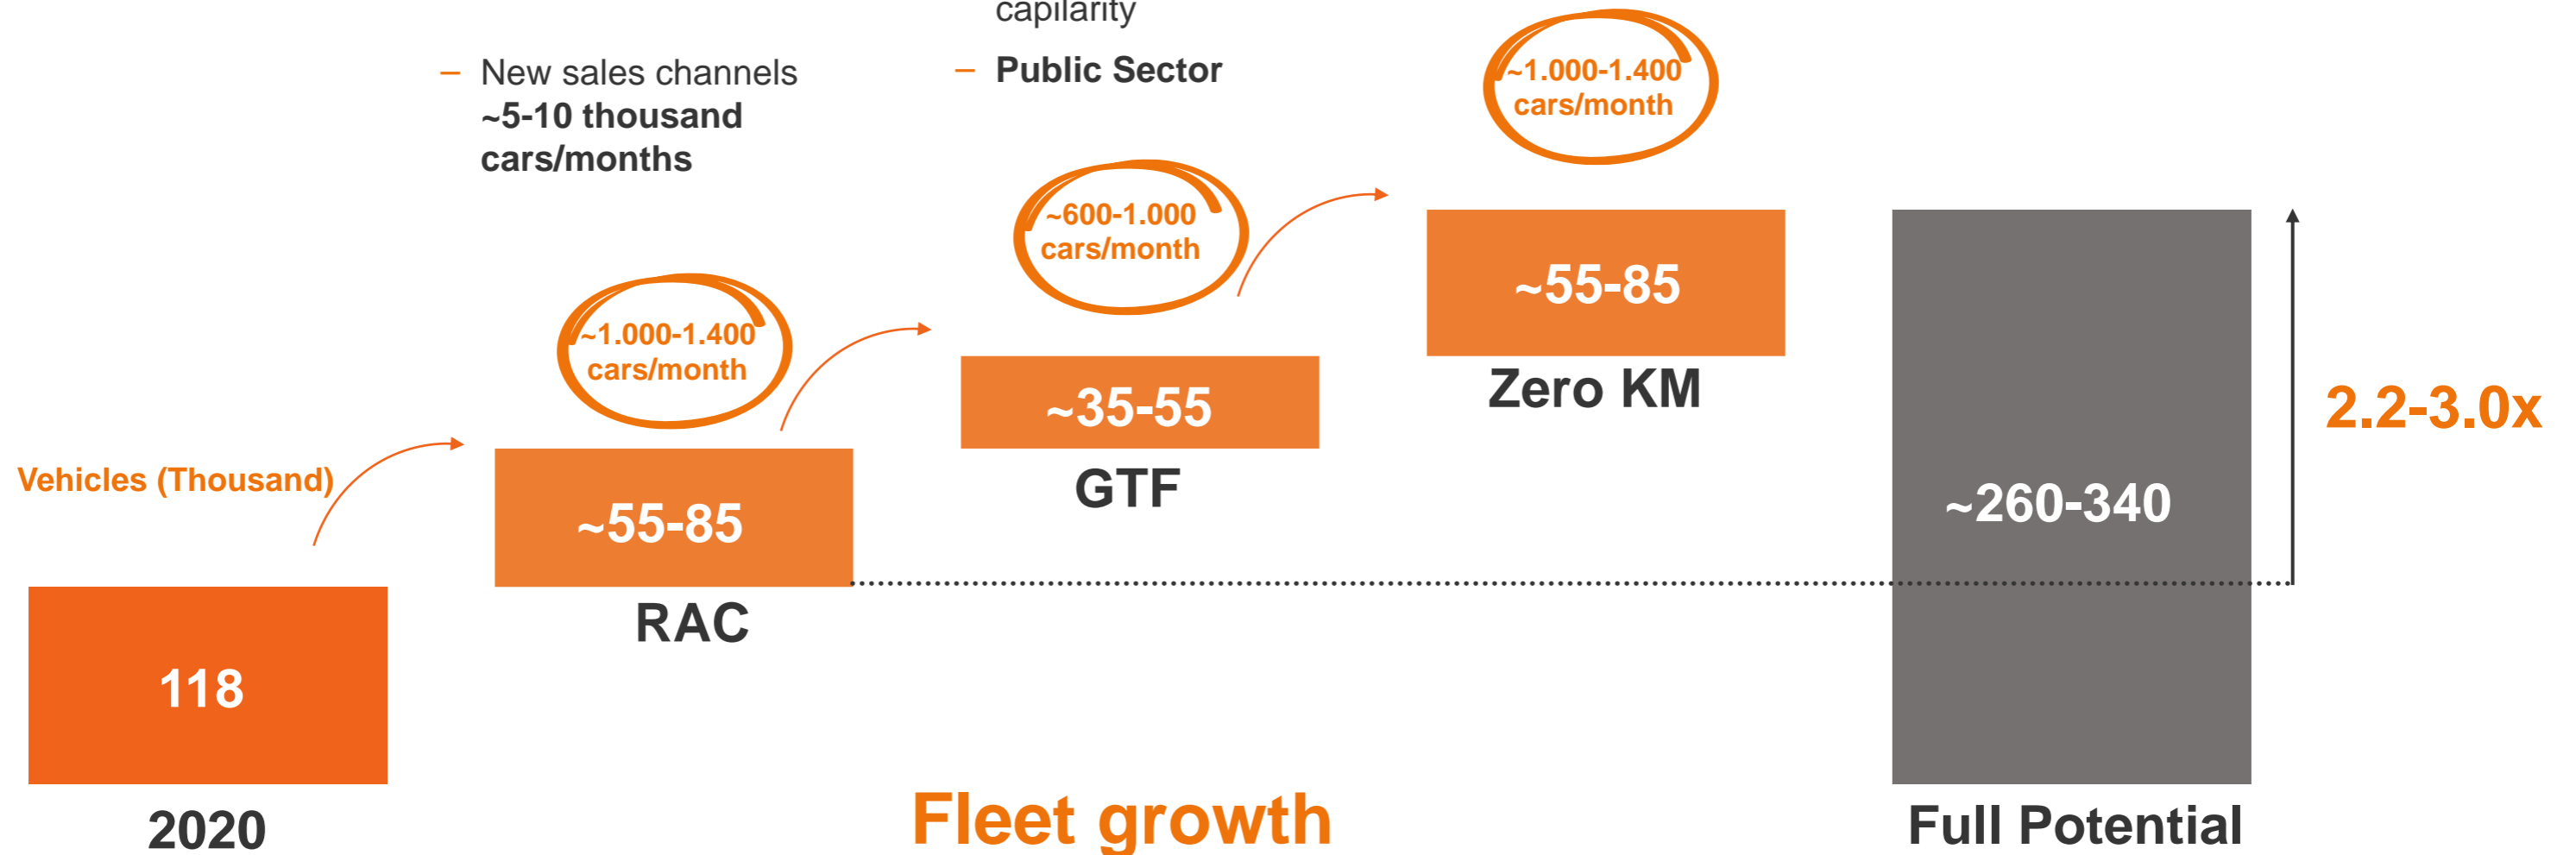 capilarity
– New sales channels
~5-10 thousand
cars/months
– Public Sector
~1.000-1.400
cars/month
~600-1.000
cars/month
~1.000-1.400
cars/month
Vehicles (Thousand)
118
2020
~55-85
RAC
~35-55
GTF
~55-85
Zero KM
~260-340
Full Potential
2.2-3.0x
Fleet growth